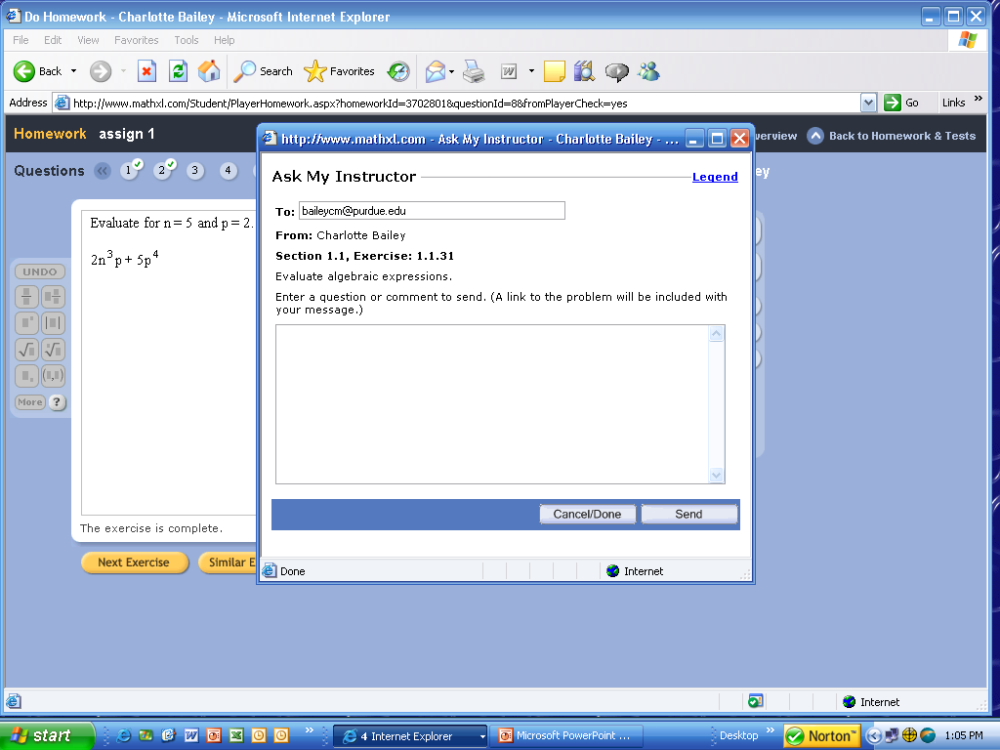 Do Homework - Charlotte Bailey - Microsoft Internet Explorer
File Edit View Favorites Tools Help
Back Search Favorites
Address http://www.mathxl.com/Student/PlayerHomework.aspx?homeworkId=3702801&questionId=8&fromPlayerCheck=yes Go Links »
Homework assign 1
verview Back to Homework & Tests
Questions 1 2 3 4
ey
http://www.mathxl.com - Ask My Instructor - Charlotte Bailey - ...
Ask My Instructor Legend
To: baileycm@purdue.edu
From: Charlotte Bailey
Section 1.1, Exercise: 1.1.31
Evaluate algebraic expressions.
Enter a question or comment to send. (A link to the problem will be included with
your message.)
Cancel/Done Send
Done Internet
Evaluate for n = 5 and p = 2.
2n³p + 5p⁴
UNDO
More ?
The exercise is complete.
Next Exercise Similar E
Internet
start » 4 Internet Explorer Microsoft PowerPoint ... Desktop » Norton™ 1:05 PM